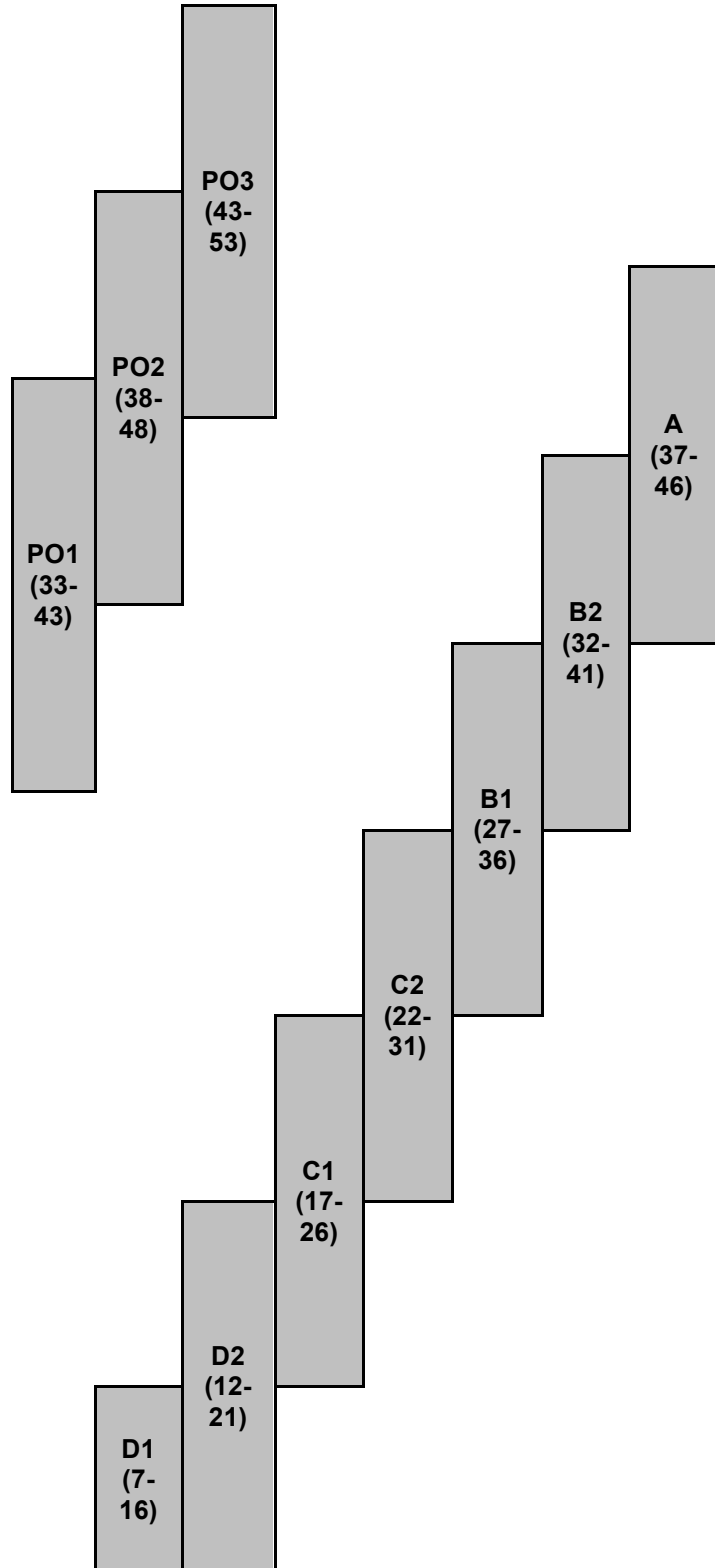 PO3
(43-
53)
PO2
(38-
48)
PO1
(33-
43)
A
(37-
46)
B2
(32-
41)
B1
(27-
36)
C2
(22-
31)
C1
(17-
26)
D2
(12-
21)
D1
(7-
16)